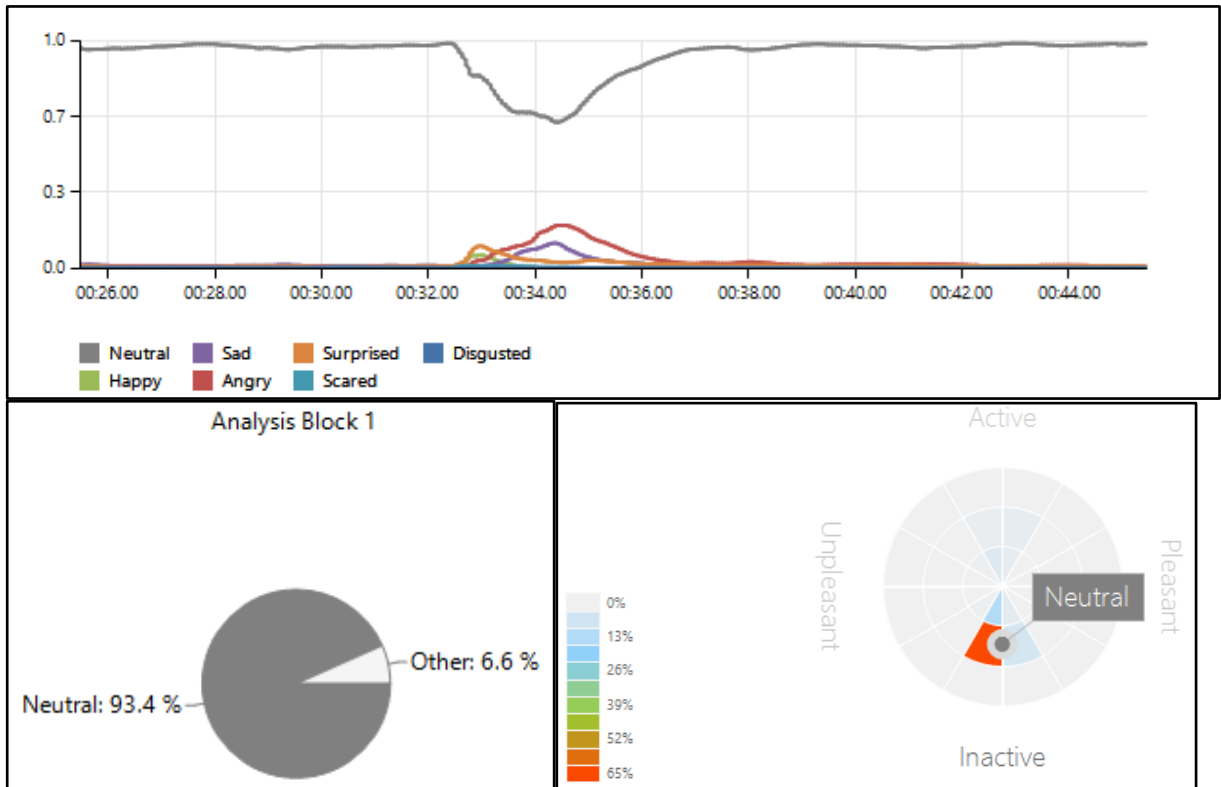 1.0
0.7
0.3
0.0
00:26.00 00:28.00 00:30.00 00:32.00 00:34.00 00:36.00 00:38.00 00:40.00 00:42.00 00:44.00
Neutral Sad Surprised Disgusted
Happy Angry Scared
Analysis Block 1
Other: 6.6 %
Neutral: 93.4 %
Active
Unpleasant
Pleasant
Neutral
Inactive
0%
13%
26%
39%
52%
65%